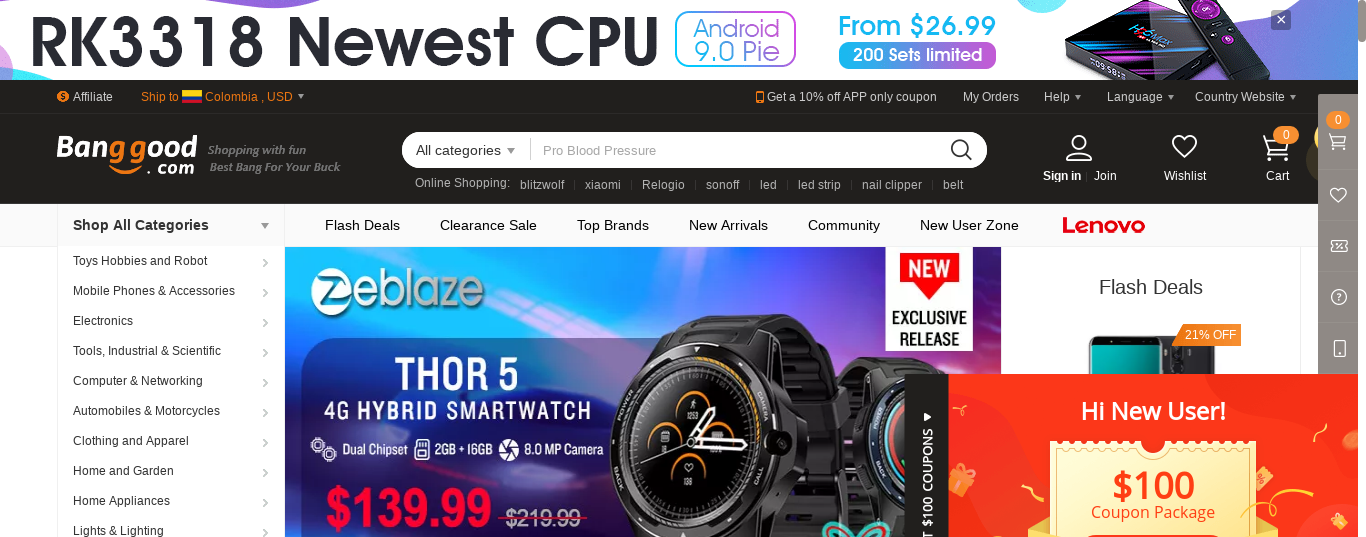 RK3318 Newest CPU
Android
9.0 Pie
From $26.99
200 Sets limited
H96 Max
09:58
×
Affiliate
Ship to Colombia , USD
Get a 10% off APP only coupon
My Orders
Help
Language
Country Website
Banggood
.com
Shopping with fun
Best Bang For Your Buck
All categories
Pro Blood Pressure
Online Shopping:
blitzwolf
xiaomi
Relogio
sonoff
led
led strip
nail clipper
belt
Sign in
Join
Wishlist
0
Cart
0
Shop All Categories
Flash Deals
Clearance Sale
Top Brands
New Arrivals
Community
New User Zone
Lenovo
Toys Hobbies and Robot
Mobile Phones & Accessories
Electronics
Tools, Industrial & Scientific
Computer & Networking
Automobiles & Motorcycles
Clothing and Apparel
Home and Garden
Home Appliances
Lights & Lighting
Zeblaze
THOR 5
4G HYBRID SMARTWATCH
Dual Chipset
2GB +16GB
8.0 MP Camera
$139.99
$219.99
NEW
EXCLUSIVE
RELEASE
POWER
CAMERA
BACK
CALL
Flash Deals
21% OFF
$100 COUPONS
Hi New User!
$100
Coupon Package